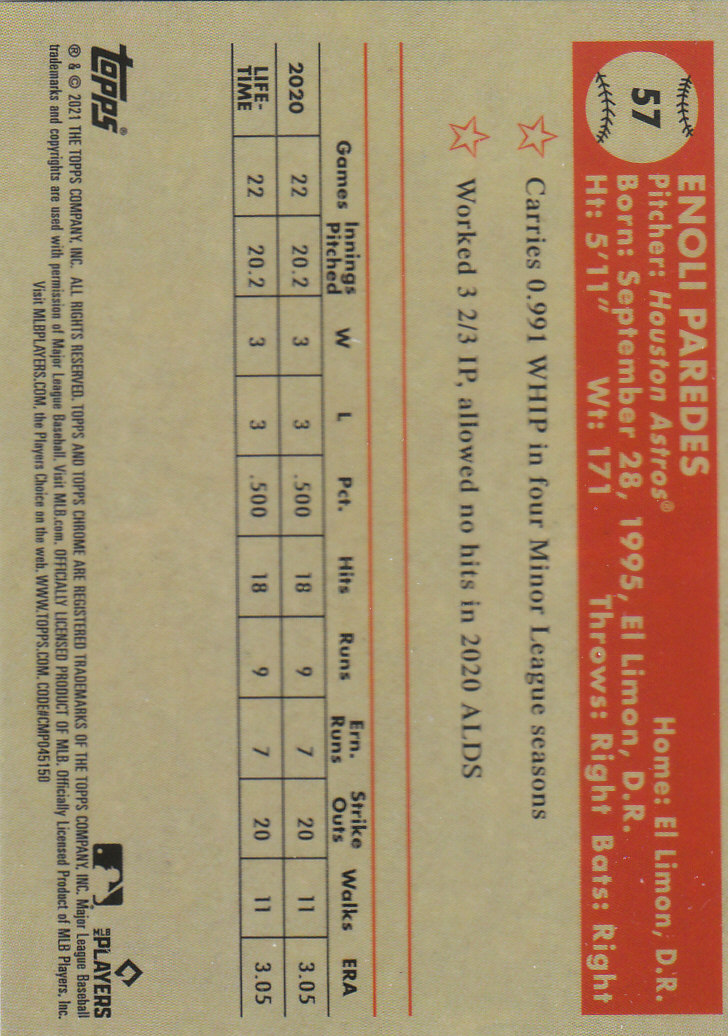 57
ENOLI PAREDES
Pitcher: Houston Astros® Home: El Limon, D.R.
Born: September 28, 1995, El Limon, D.R.
Ht: 5'11" Wt: 171 Throws: Right Bats: Right
Carries 0.991 WHIP in four Minor League seasons
Worked 3 2/3 IP, allowed no hits in 2020 ALDS
Games Innings Pitched W L Pct. Hits Runs Ern. Runs Strike Outs Walks ERA
2020 22 20.2 3 3 .500 18 9 7 20 11 3.05
LIFE-TIME 22 20.2 3 3 .500 18 9 7 20 11 3.05
topps®
MLB PLAYERS
® & © 2021 THE TOPPS COMPANY, INC. ALL RIGHTS RESERVED. TOPPS AND TOPPS CHROME ARE REGISTERED TRADEMARKS OF THE TOPPS COMPANY, INC. Major League Baseball
trademarks and copyrights are used with permission of Major League Baseball. Visit MLB.com. OFFICIALLY LICENSED PRODUCT OF MLB. Officially Licensed Product of MLB Players, Inc.
Visit MLBPLAYERS.COM, the Players Choice on the web. WWW.TOPPS.COM. CODE#CMP045150